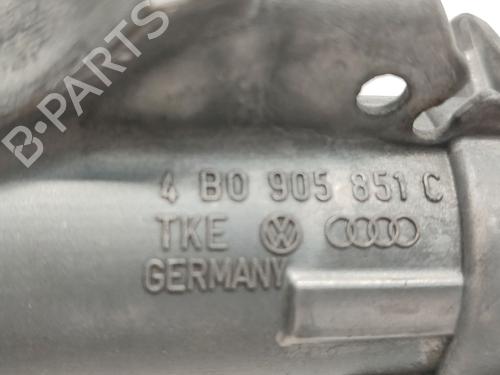 B-PARTS
4 B0 905 851 C
TKE
GERMANY